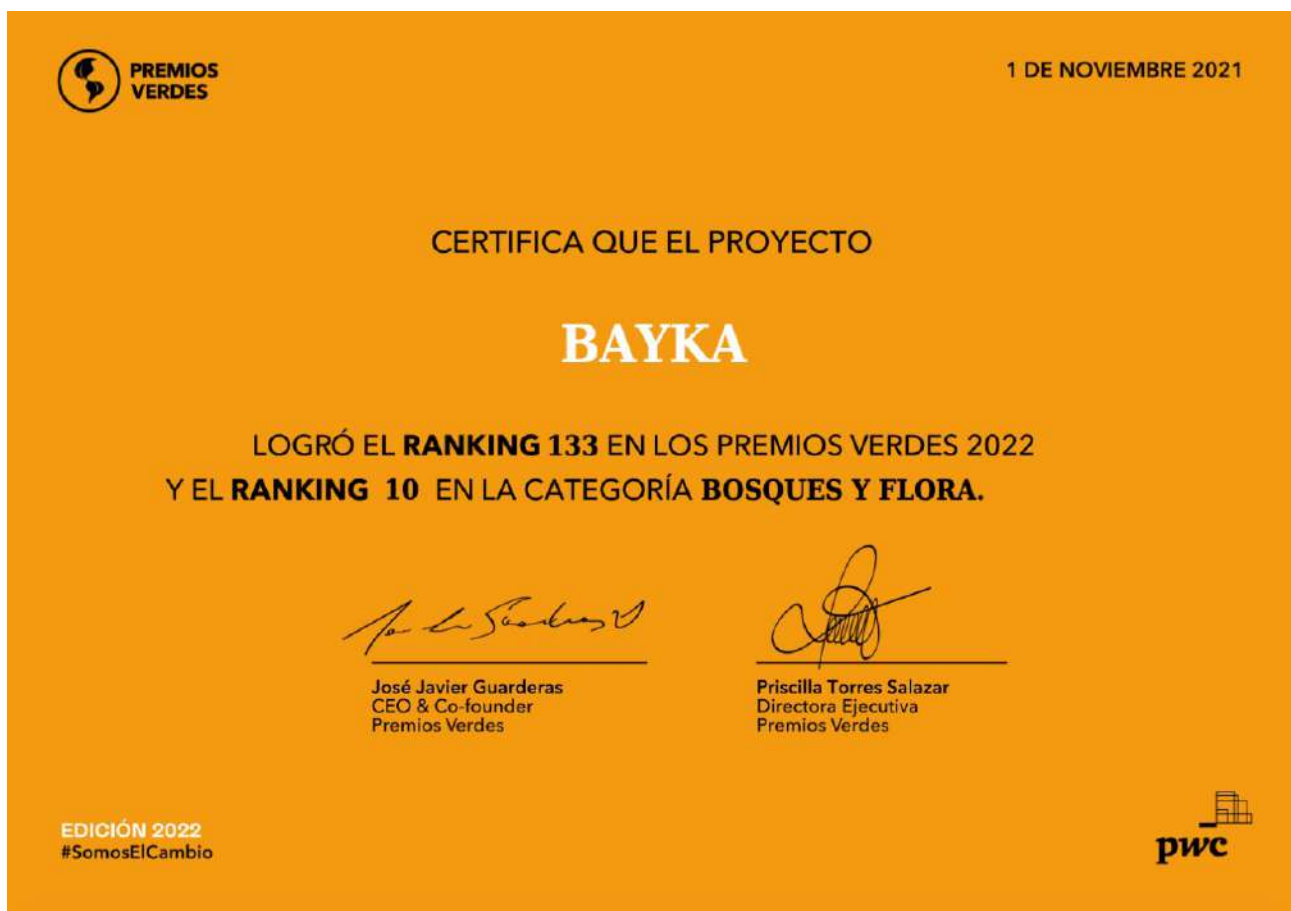 PREMIOS
VERDES
1 DE NOVIEMBRE 2021
CERTIFICA QUE EL PROYECTO
BAYKA
LOGRÓ EL RANKING 133 EN LOS PREMIOS VERDES 2022
Y EL RANKING 10 EN LA CATEGORÍA BOSQUES Y FLORA.
José Javier Guarderas
CEO & Co-founder
Premios Verdes
Priscilla Torres Salazar
Directora Ejecutiva
Premios Verdes
EDICIÓN 2022
#SomosElCambio
pwc